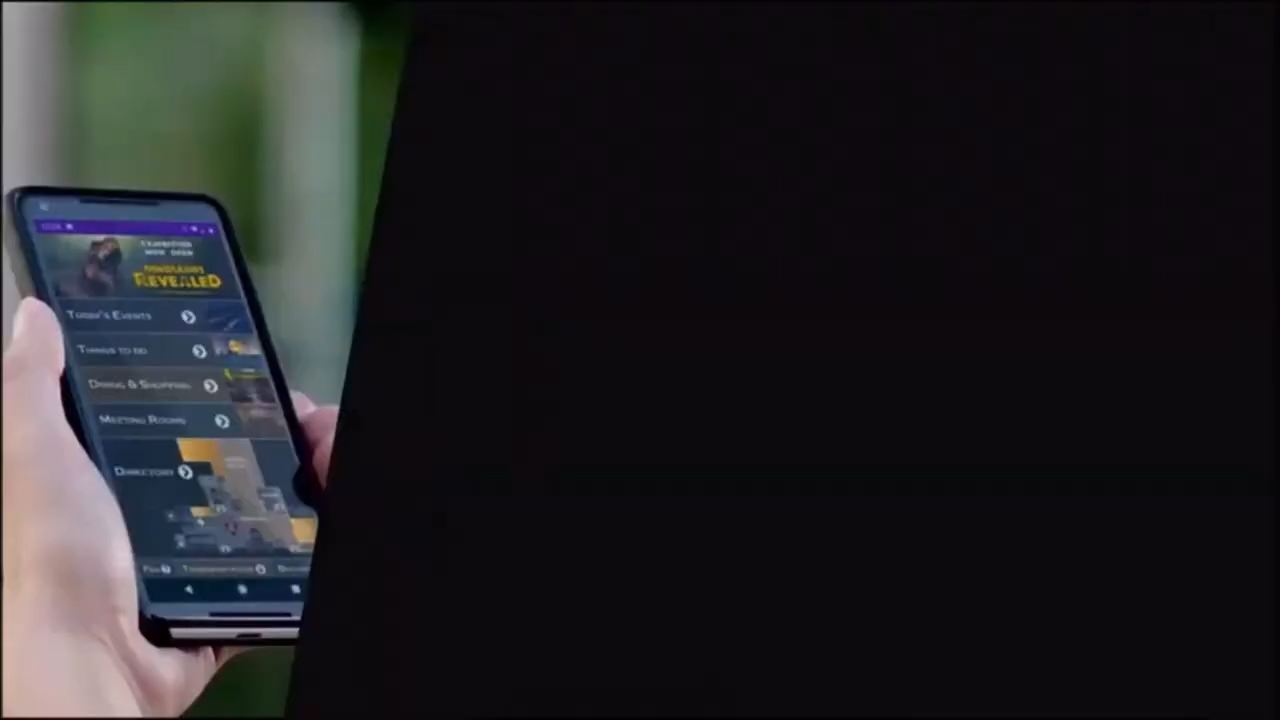 EXHIBITION
NOW OPEN
DINOSAURS
REVEALED
TODAY'S EVENTS
THINGS TO DO
DINING & SHOPPING
MEETING ROOMS
DIRECTORY